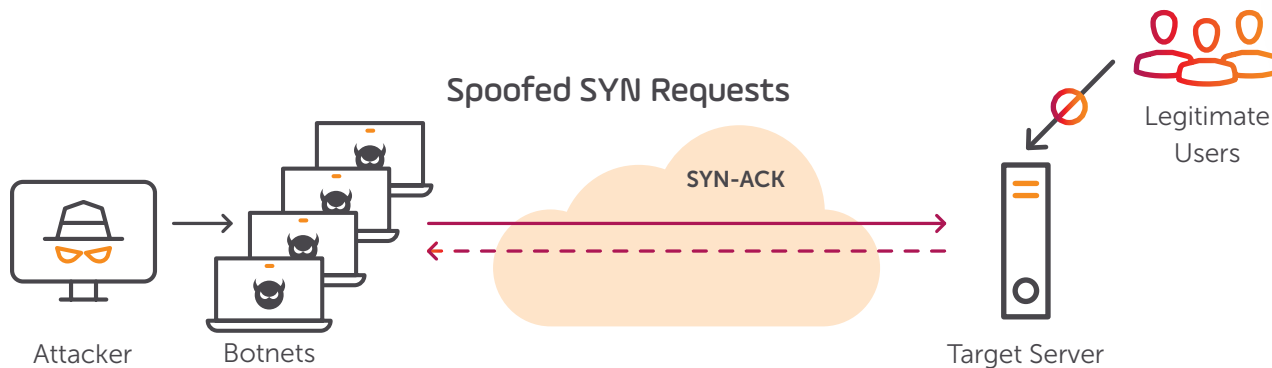 Spoofed SYN Requests
SYN-ACK
Legitimate
Users
Attacker
Botnets
Target Server